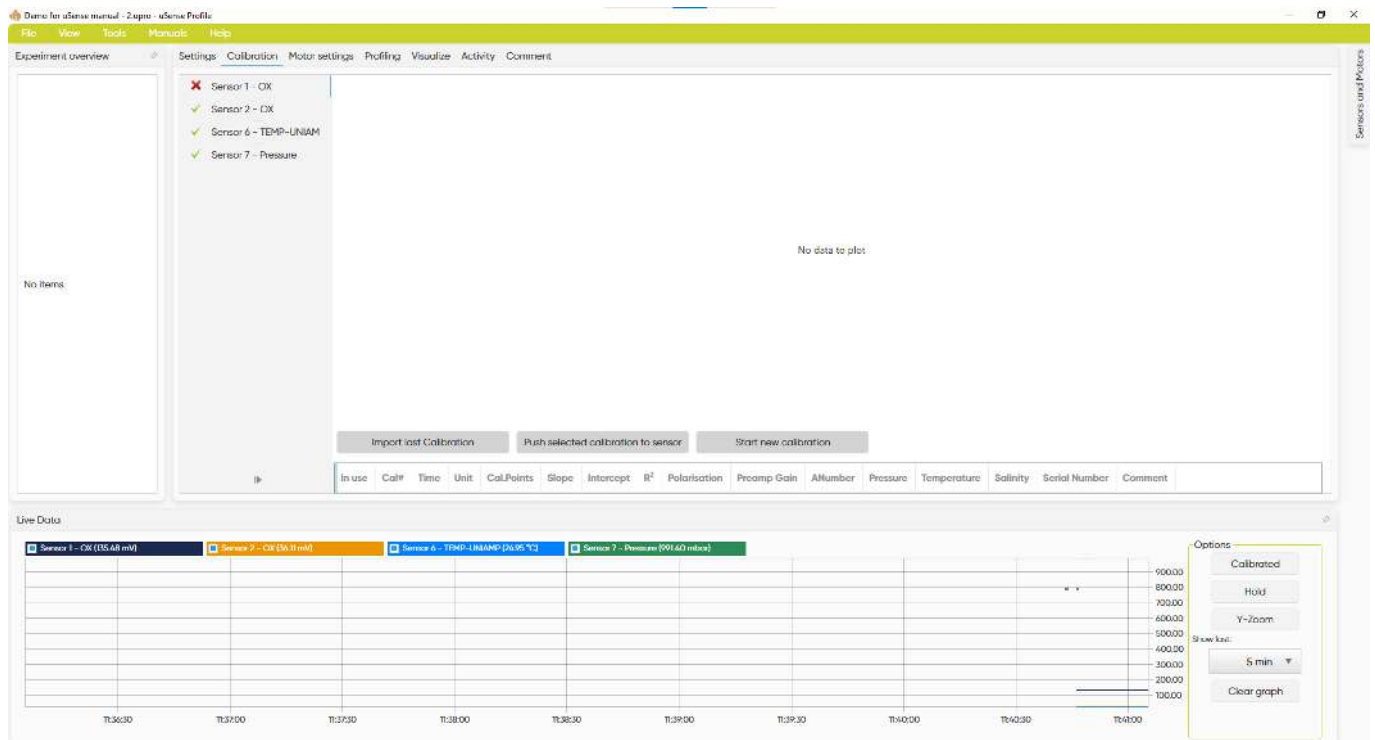 Demo for uSense manual - 2.upro - uSense Profile
File View Tools Manuals Help
Experiment overview
Settings Calibration Motor settings Profiling Visualize Activity Comment
Sensors and Motors
Sensor 1 - OX
Sensor 2 - OX
Sensor 6 - TEMP-UNIAM
Sensor 7 - Pressure
No data to plot
No items
Import last Calibration Push selected calibration to sensor Start new calibration
In use Cal# Time Unit Cal.Points Slope Intercept R² Polarisation Preamp Gain ANumber Pressure Temperature Salinity Serial Number Comment
Live Data
Sensor 1 - OX (135.48 mV) Sensor 2 - OX (36.11 mV) Sensor 6 - TEMP-UNIAMP (24.95 °C) Sensor 7 - Pressure (991.40 mbar)
Options
Calibrated
Hold
Y-Zoom
Show last:
5 min
Clear graph
900.00
800.00
700.00
600.00
500.00
400.00
300.00
200.00
100.00
11:36:30 11:37:00 11:37:30 11:38:00 11:38:30 11:39:00 11:39:30 11:40:00 11:40:30 11:41:00